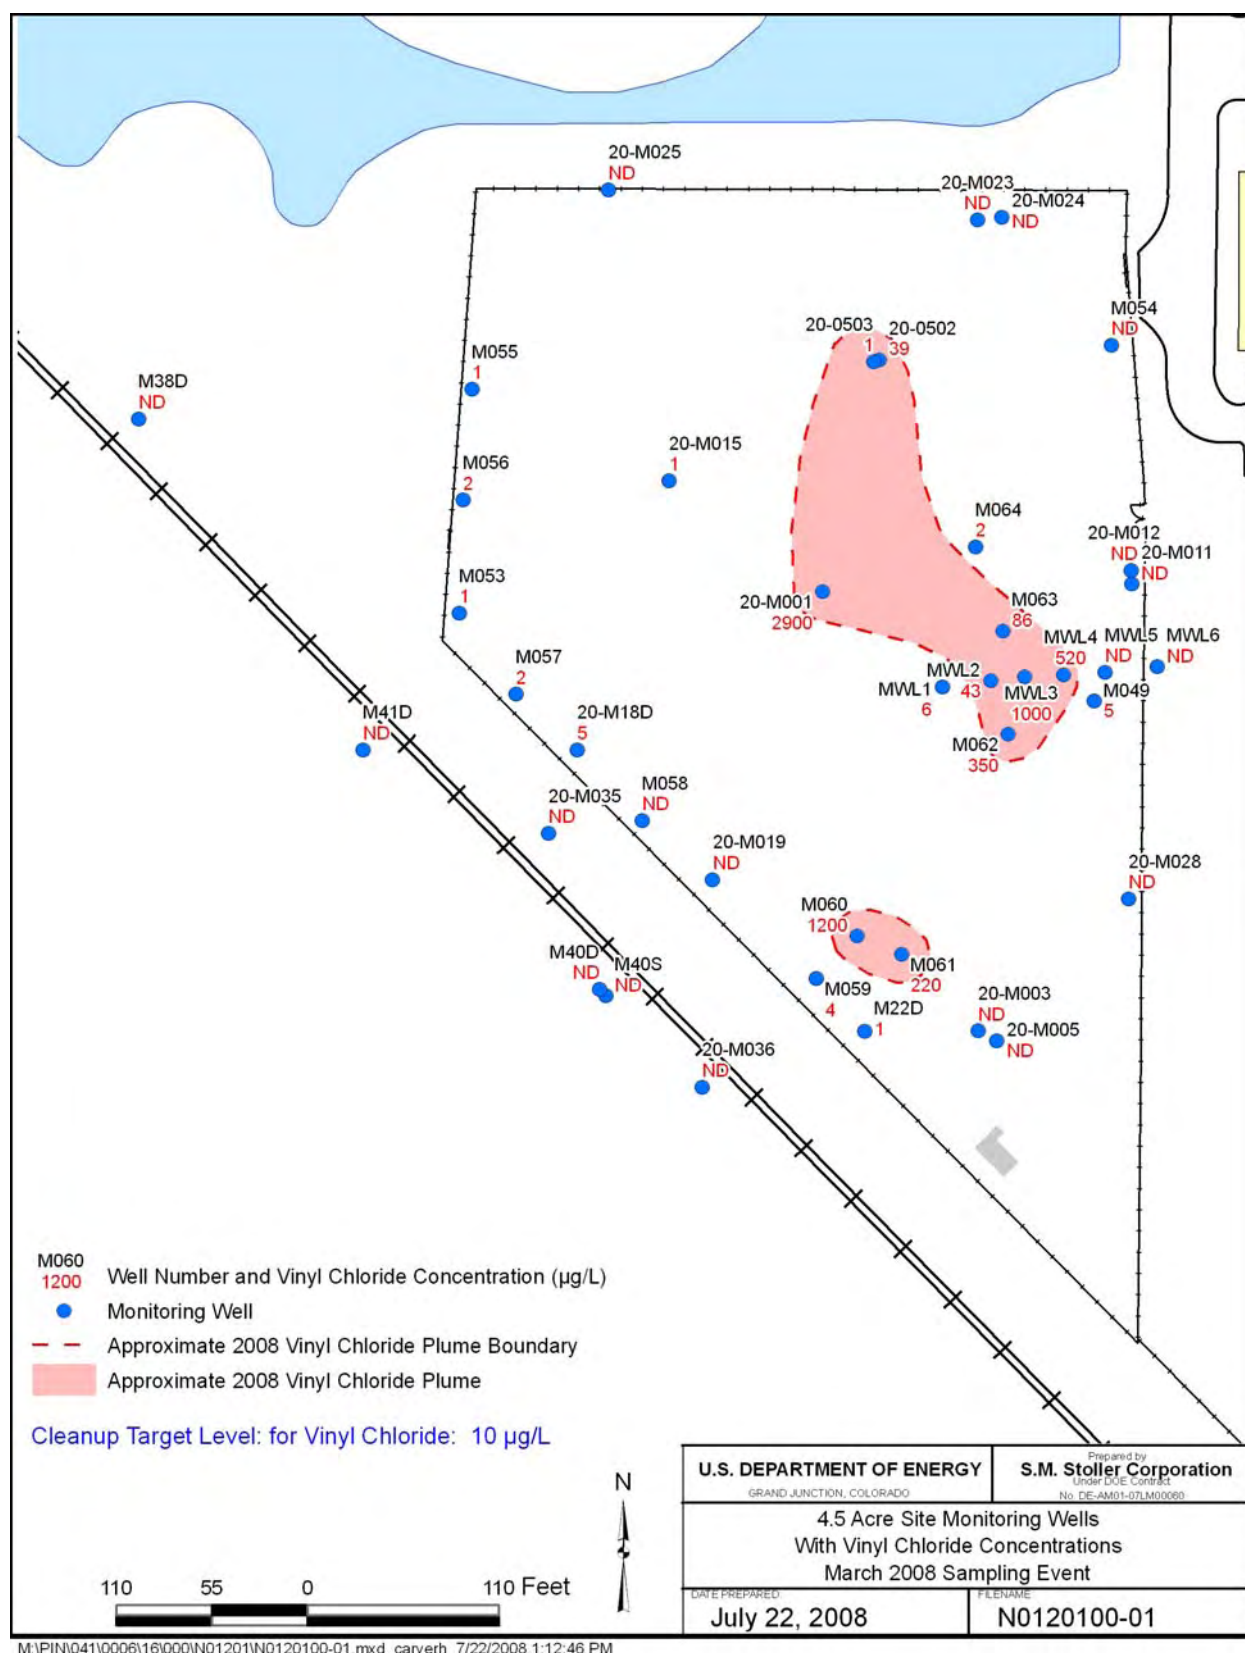 20-M025
ND
20-M023
ND
20-M024
ND
M054
ND
20-0503
1
20-0502
39
M055
1
M38D
ND
20-M015
1
M056
2
M064
2
20-M012
ND
20-M011
ND
M053
1
20-M001
2900
M063
86
MWL4
520
MWL5
ND
MWL6
ND
MWL2
43
MWL1
6
MWL3
1000
M049
5
M057
2
M41D
ND
20-M18D
5
M062
350
20-M035
ND
M058
ND
20-M019
ND
20-M028
ND
M060
1200
M061
220
M40D
ND
M40S
ND
M059
4
M22D
1
20-M003
ND
20-M005
ND
20-M036
ND
M060
1200
Well Number and Vinyl Chloride Concentration (µg/L)
Monitoring Well
Approximate 2008 Vinyl Chloride Plume Boundary
Approximate 2008 Vinyl Chloride Plume
Cleanup Target Level: for Vinyl Chloride: 10 µg/L
N
110 55 0 110 Feet
U.S. DEPARTMENT OF ENERGY
GRAND JUNCTION, COLORADO
Prepared by
S.M. Stoller Corporation
Under DOE Contract
No. DE-AM01-07LM00060
4.5 Acre Site Monitoring Wells
With Vinyl Chloride Concentrations
March 2008 Sampling Event
DATE PREPARED:
July 22, 2008
FILENAME:
N0120100-01
M:\PIN\041\0006\16\000\N01201\N0120100-01.mxd carverh 7/22/2008 1:12:46 PM